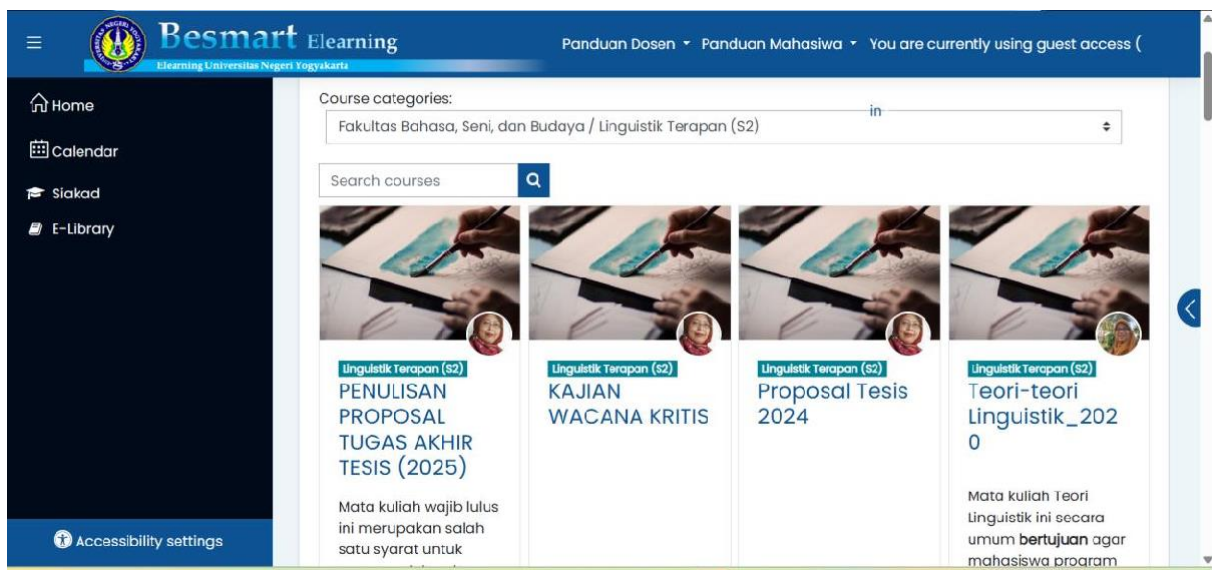 Besmart Elearning
Elearning Universitas Negeri Yogyakarta
Panduan Dosen
Panduan Mahasiwa
You are currently using guest access (
in
Home
Calendar
Siakad
E-Library
Accessibility settings
Course categories:
Fakultas Bahasa, Seni, dan Budaya / Linguistik Terapan (S2)
Search courses
Linguistik Terapan (S2)
PENULISAN
PROPOSAL
TUGAS AKHIR
TESIS (2025)
Mata kuliah wajib lulus
ini merupakan salah
satu syarat untuk
Linguistik Terapan (S2)
KAJIAN
WACANA KRITIS
Linguistik Terapan (S2)
Proposal Tesis
2024
Linguistik Terapan (S2)
Teori-teori
Linguistik_202
0
Mata kuliah Teori
Linguistik ini secara
umum bertujuan agar
mahasiswa program